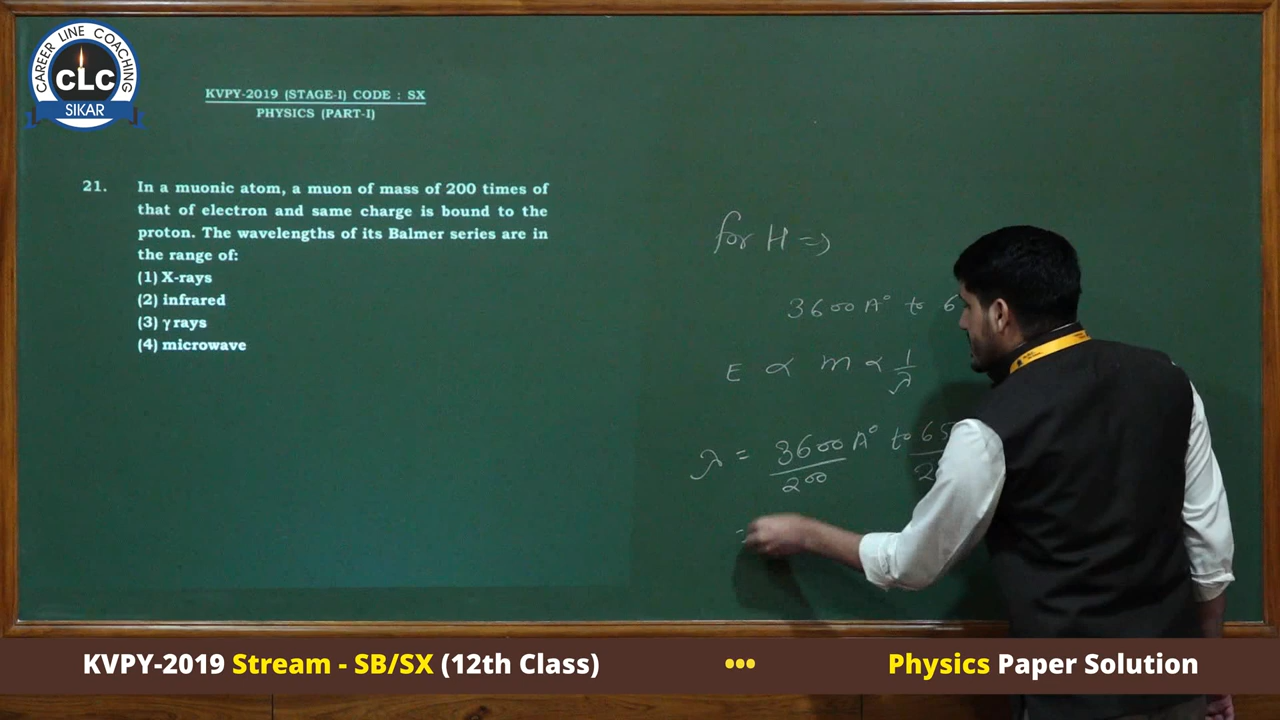 CAREER LINE COACHING
CLC
SIKAR
KVPY-2019 (STAGE-I) CODE : SX
PHYSICS (PART-I)
21. In a muonic atom, a muon of mass of 200 times of
that of electron and same charge is bound to the
proton. The wavelengths of its Balmer series are in
the range of:
(1) X-rays
(2) infrared
(3) γ rays
(4) microwave
for H ⇒
3600 A° to 6
E ∝ m ∝ 1/λ
λ = 3600/200 A° to 65/2
=
KVPY-2019 Stream - SB/SX (12th Class) ••• Physics Paper Solution